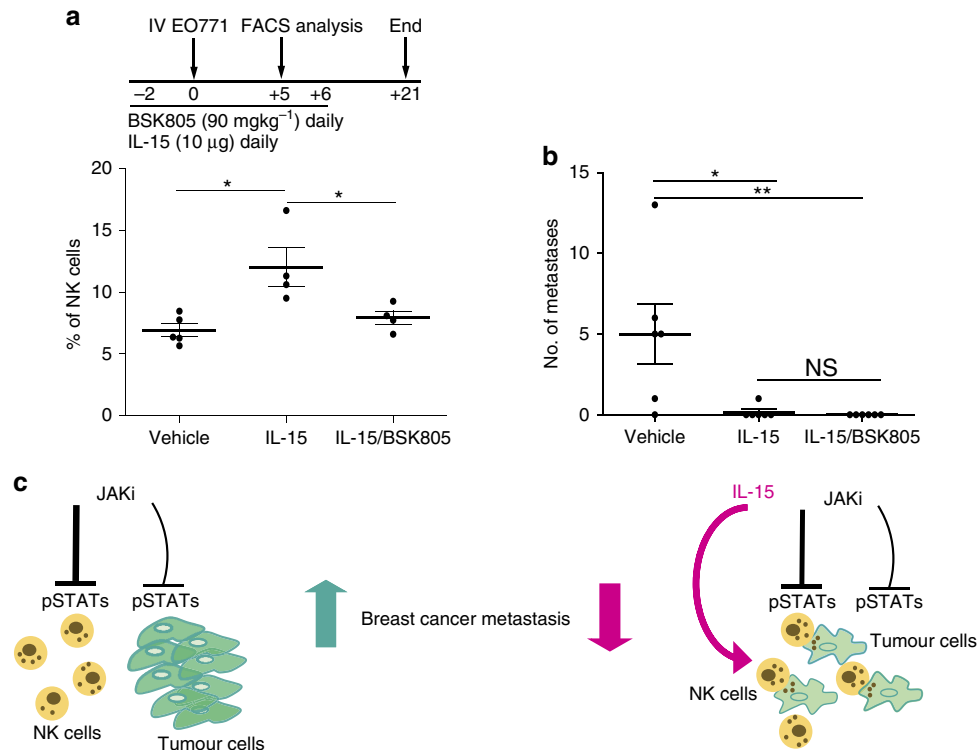 a
IV EO771 FACS analysis End
−2 0 +5 +6 +21
BSK805 (90 mgkg⁻¹) daily
IL-15 (10 μg) daily
% of NK cells
20
15
10
5
0
* *
Vehicle IL-15 IL-15/BSK805
b
No. of metastases
15
10
5
0
*
**
NS
Vehicle IL-15 IL-15/BSK805
c
JAKi
pSTATs pSTATs
NK cells
Tumour cells
Breast cancer metastasis
IL-15
JAKi
pSTATs pSTATs
Tumour cells
NK cells